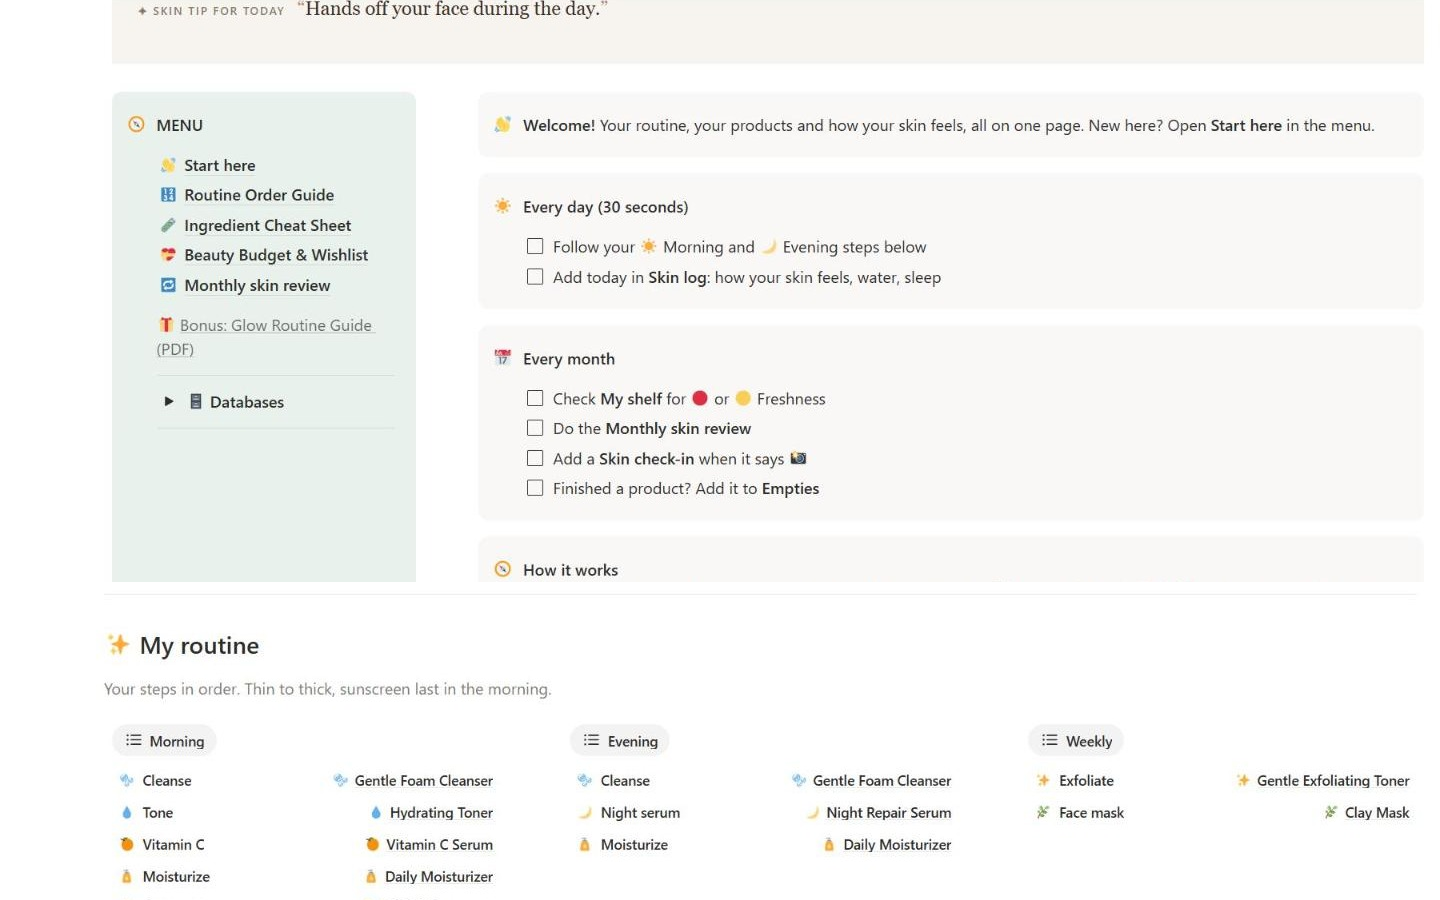 ✦ SKIN TIP FOR TODAY “Hands off your face during the day.”
MENU
Start here
Routine Order Guide
Ingredient Cheat Sheet
Beauty Budget & Wishlist
Monthly skin review
Bonus: Glow Routine Guide
(PDF)
Databases
Welcome! Your routine, your products and how your skin feels, all on one page. New here? Open Start here in the menu.
Every day (30 seconds)
Follow your ☀️ Morning and 🌙 Evening steps below
Add today in Skin log: how your skin feels, water, sleep
Every month
Check My shelf for 🔴 or 🟡 Freshness
Do the Monthly skin review
Add a Skin check-in when it says 📸
Finished a product? Add it to Empties
How it works
My routine
Your steps in order. Thin to thick, sunscreen last in the morning.
Morning
Cleanse Gentle Foam Cleanser
Tone Hydrating Toner
Vitamin C Vitamin C Serum
Moisturize Daily Moisturizer
Evening
Cleanse Gentle Foam Cleanser
Night serum Night Repair Serum
Moisturize Daily Moisturizer
Weekly
Exfoliate Gentle Exfoliating Toner
Face mask Clay Mask